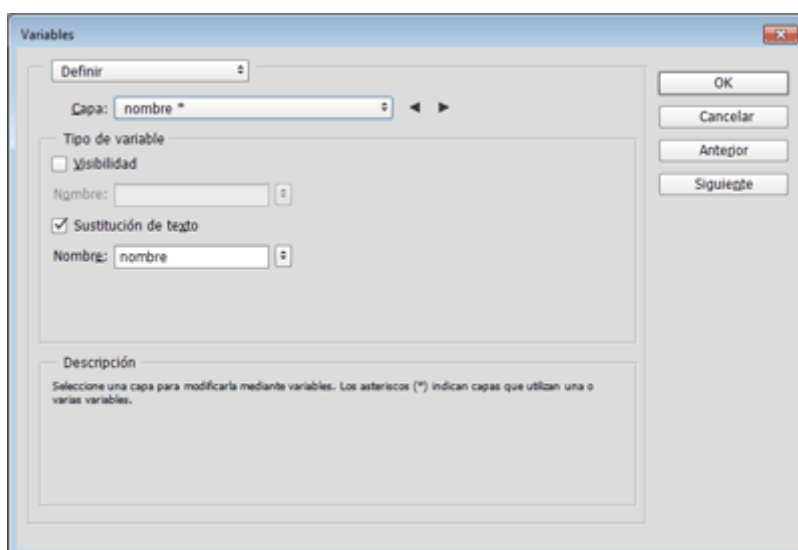 Variables
Definir
Capa: nombre *
Tipo de variable
Visibilidad
Nombre:
Sustitución de texto
Nombre: nombre
Descripción
Seleccione una capa para modificarla mediante variables. Los asteriscos (*) indican capas que utilizan una o
varias variables.
OK
Cancelar
Anterior
Siguiente